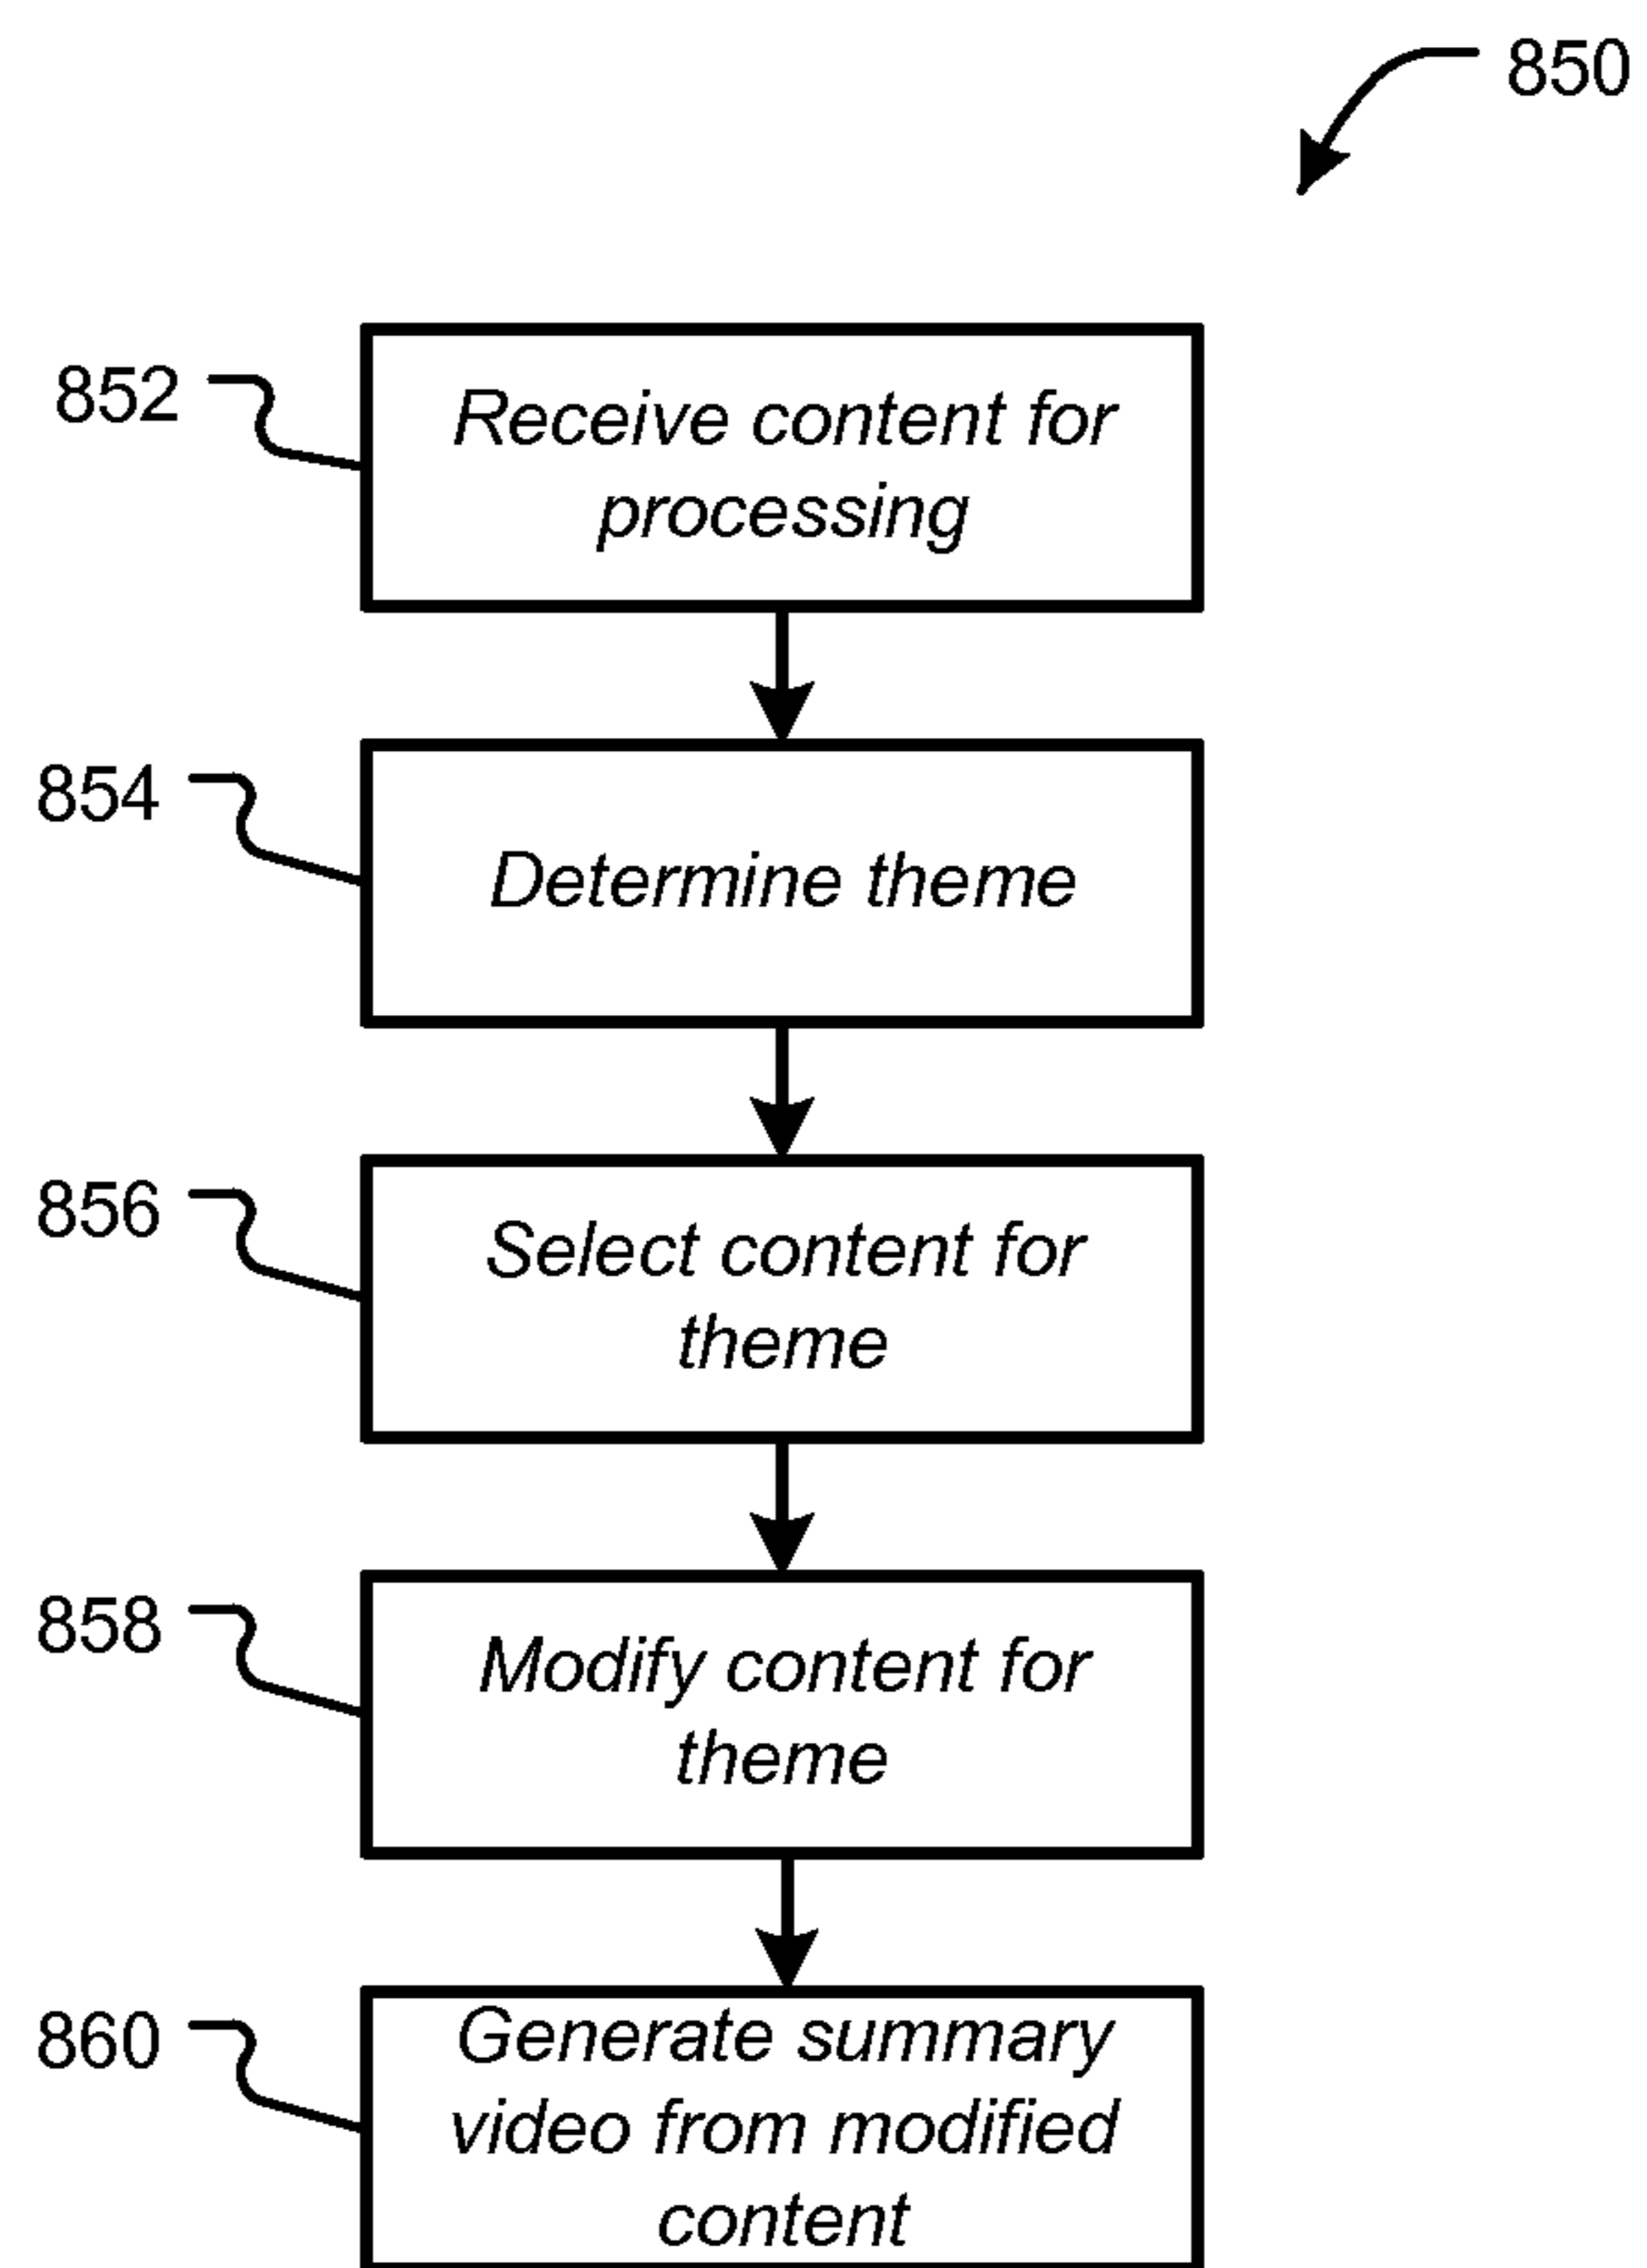 850
852
Receive content for
processing
854
Determine theme
856
Select content for
theme
858
Modify content for
theme
860
Generate summary
video from modified
content